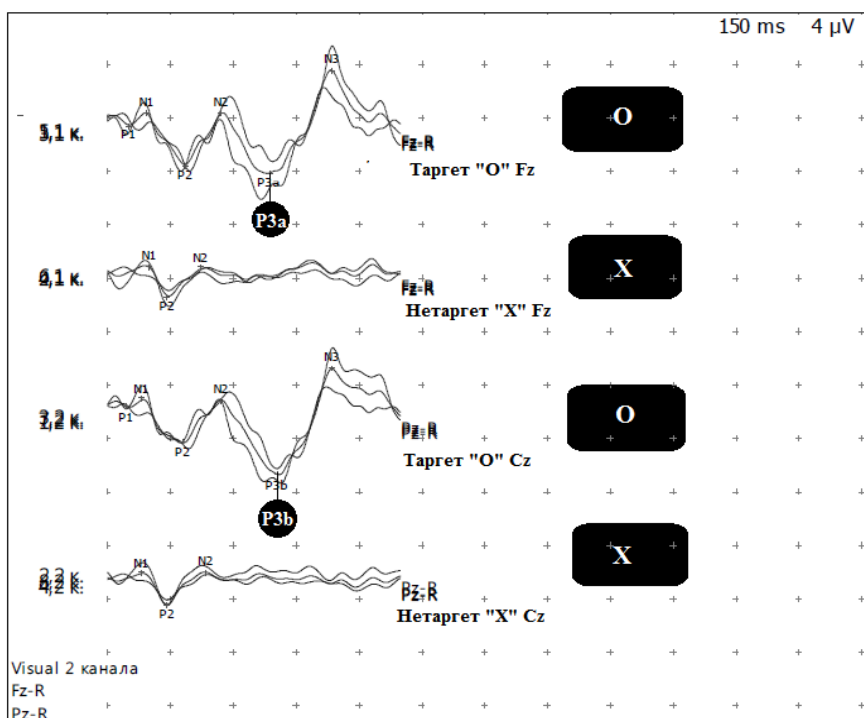 150 ms 4 µV
N3
N1
N2
P1
P2
P3a
P3a
Fz-R
Таргет "O" Fz
O
N1
N2
P2
Fz-R
Нетаргет "X" Fz
X
N3
N1
N2
P1
P2
P3b
P3b
Pz-R
Таргет "O" Cz
O
N1
N2
P2
Pz-R
Нетаргет "X" Cz
X
Visual 2 канала
Fz-R
Pz-R